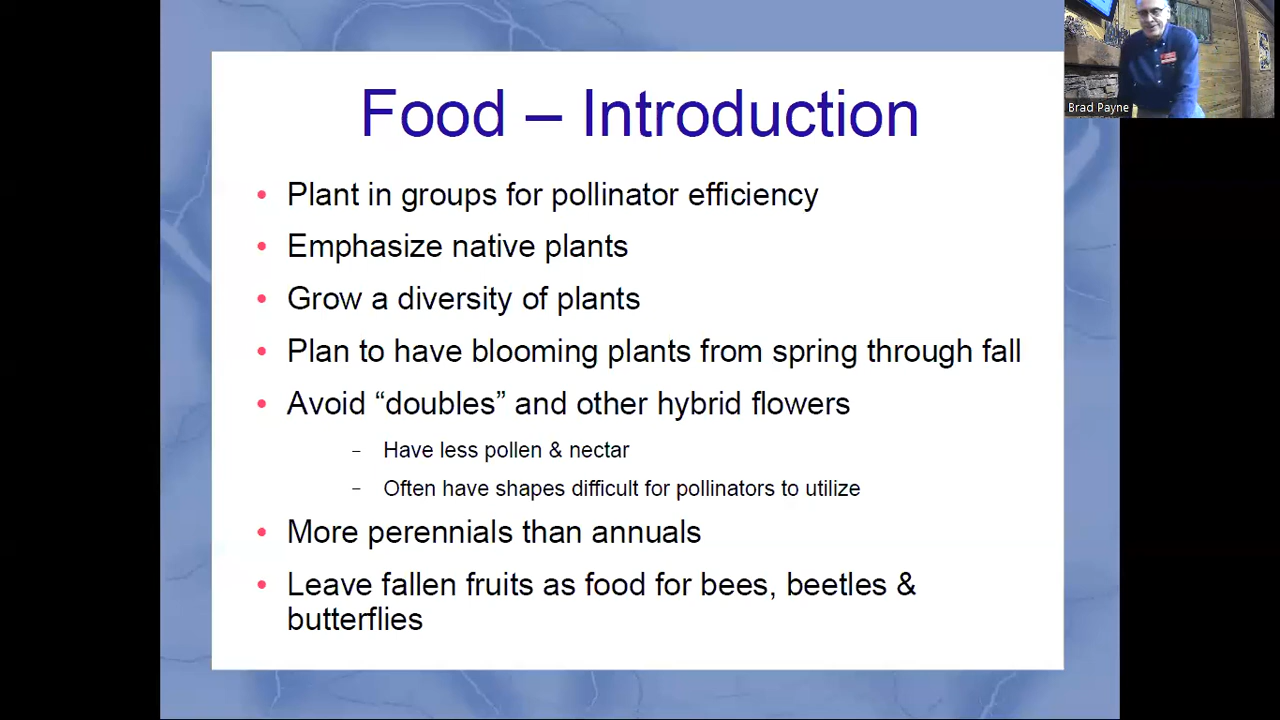 Food – Introduction
• Plant in groups for pollinator efficiency
• Emphasize native plants
• Grow a diversity of plants
• Plan to have blooming plants from spring through fall
• Avoid “doubles” and other hybrid flowers
– Have less pollen & nectar
– Often have shapes difficult for pollinators to utilize
• More perennials than annuals
• Leave fallen fruits as food for bees, beetles &
butterflies
Brad Payne